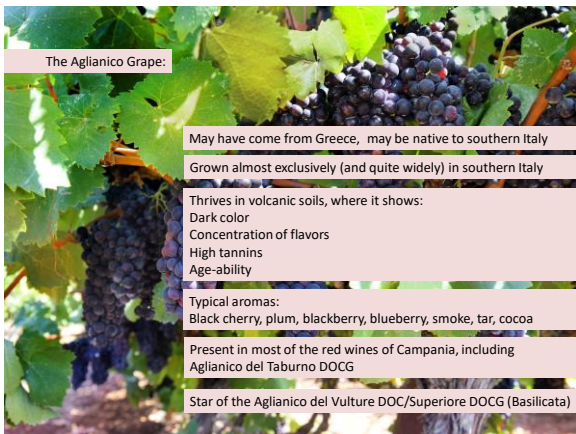 The Aglianico Grape:
May have come from Greece, may be native to southern Italy
Grown almost exclusively (and quite widely) in southern Italy
Thrives in volcanic soils, where it shows:
Dark color
Concentration of flavors
High tannins
Age-ability
Typical aromas:
Black cherry, plum, blackberry, blueberry, smoke, tar, cocoa
Present in most of the red wines of Campania, including
Aglianico del Taburno DOCG
Star of the Aglianico del Vulture DOC/Superiore DOCG (Basilicata)